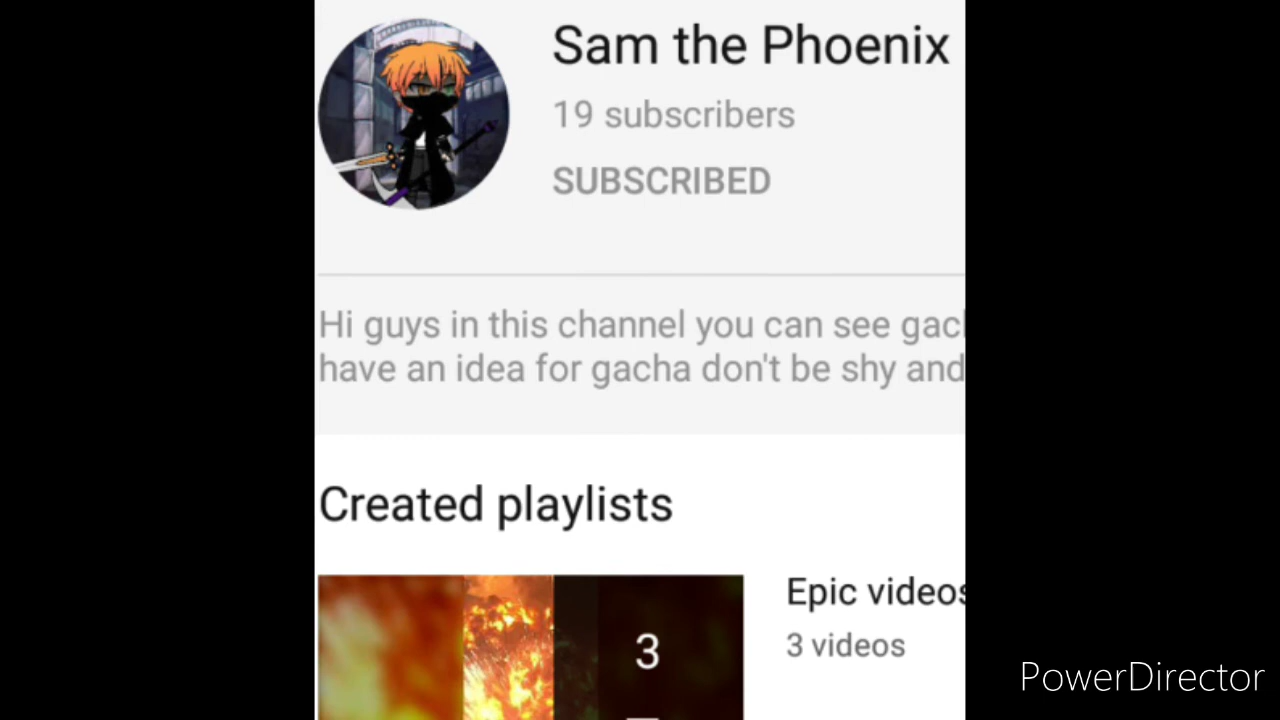 Sam the Phoenix
19 subscribers
SUBSCRIBED
Hi guys in this channel you can see
have an idea for gacha don't be shy and
Created playlists
3
Epic videos
3 videos
PowerDirector